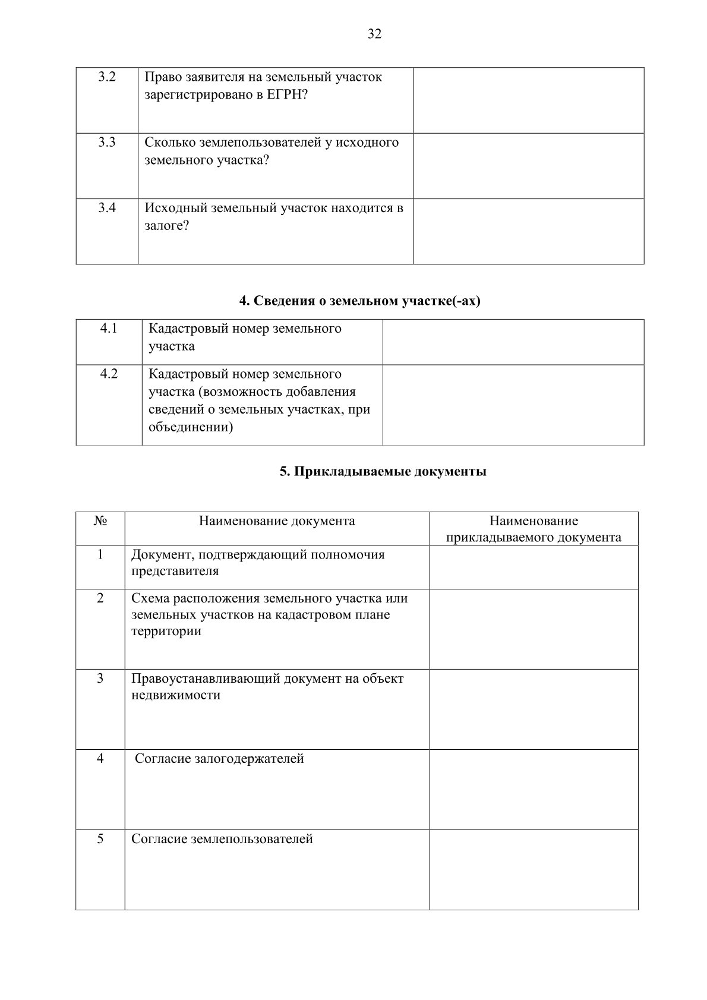 32
3.2 Право заявителя на земельный участок
зарегистрировано в ЕГРН?
3.3 Сколько землепользователей у исходного
земельного участка?
3.4 Исходный земельный участок находится в
залоге?
4. Сведения о земельном участке(-ах)
4.1 Кадастровый номер земельного
участка
4.2 Кадастровый номер земельного
участка (возможность добавления
сведений о земельных участках, при
объединении)
5. Прикладываемые документы
№ Наименование документа Наименование
прикладываемого документа
1 Документ, подтверждающий полномочия
представителя
2 Схема расположения земельного участка или
земельных участков на кадастровом плане
территории
3 Правоустанавливающий документ на объект
недвижимости
4 Согласие залогодержателей
5 Согласие землепользователей